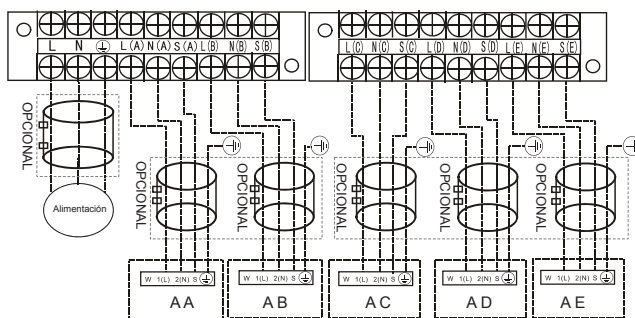 L N L(A) N(A) S(A) L(B) N(B) S(B)
L(C) N(C) S(C) L(D) N(D) S(D) L(E) N(E) S(E)
OPCIONAL
Alimentación
OPCIONAL
OPCIONAL
OPCIONAL
OPCIONAL
OPCIONAL
W 1(L) 2(N) S
AA
W 1(L) 2(N) S
AB
W 1(L) 2(N) S
AC
W 1(L) 2(N) S
AD
W 1(L) 2(N) S
AE